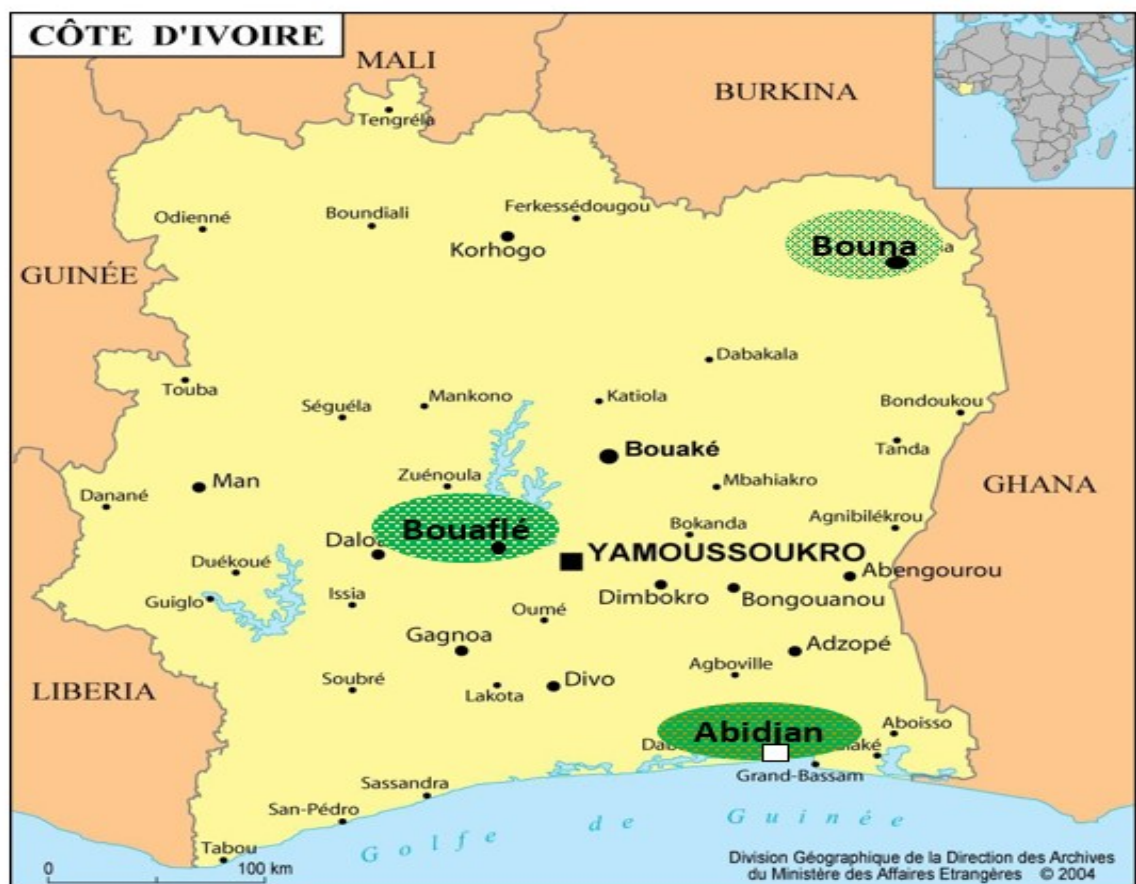 CÔTE D'IVOIRE
MALI
BURKINA
Tengréla
Odienné
Boundiali
Ferkessédougou
Korhogo
Bouna
GUINÉE
Dabakala
Touba
Séguéla
Mankono
Katiola
Bondoukou
Tanda
Bouaké
Man
Zuénoula
Mbahiakro
GHANA
Danané
Bouaflé
Bokanda
Agnibilékrou
YAMOUSSOUKRO
Duékoué
Abengourou
Guiglo
Issia
Oumé
Dimbokro
Bongouanou
Gagnoa
Adzopé
LIBERIA
Soubré
Lakota
Divo
Agboville
Abidjan
Aboisso
Grand-Bassam
Sassandra
San-Pédro
Golfe de Guinée
Tabou
0 100 km
Division Géographique de la Direction des Archives
du Ministère des Affaires Etrangères © 2004